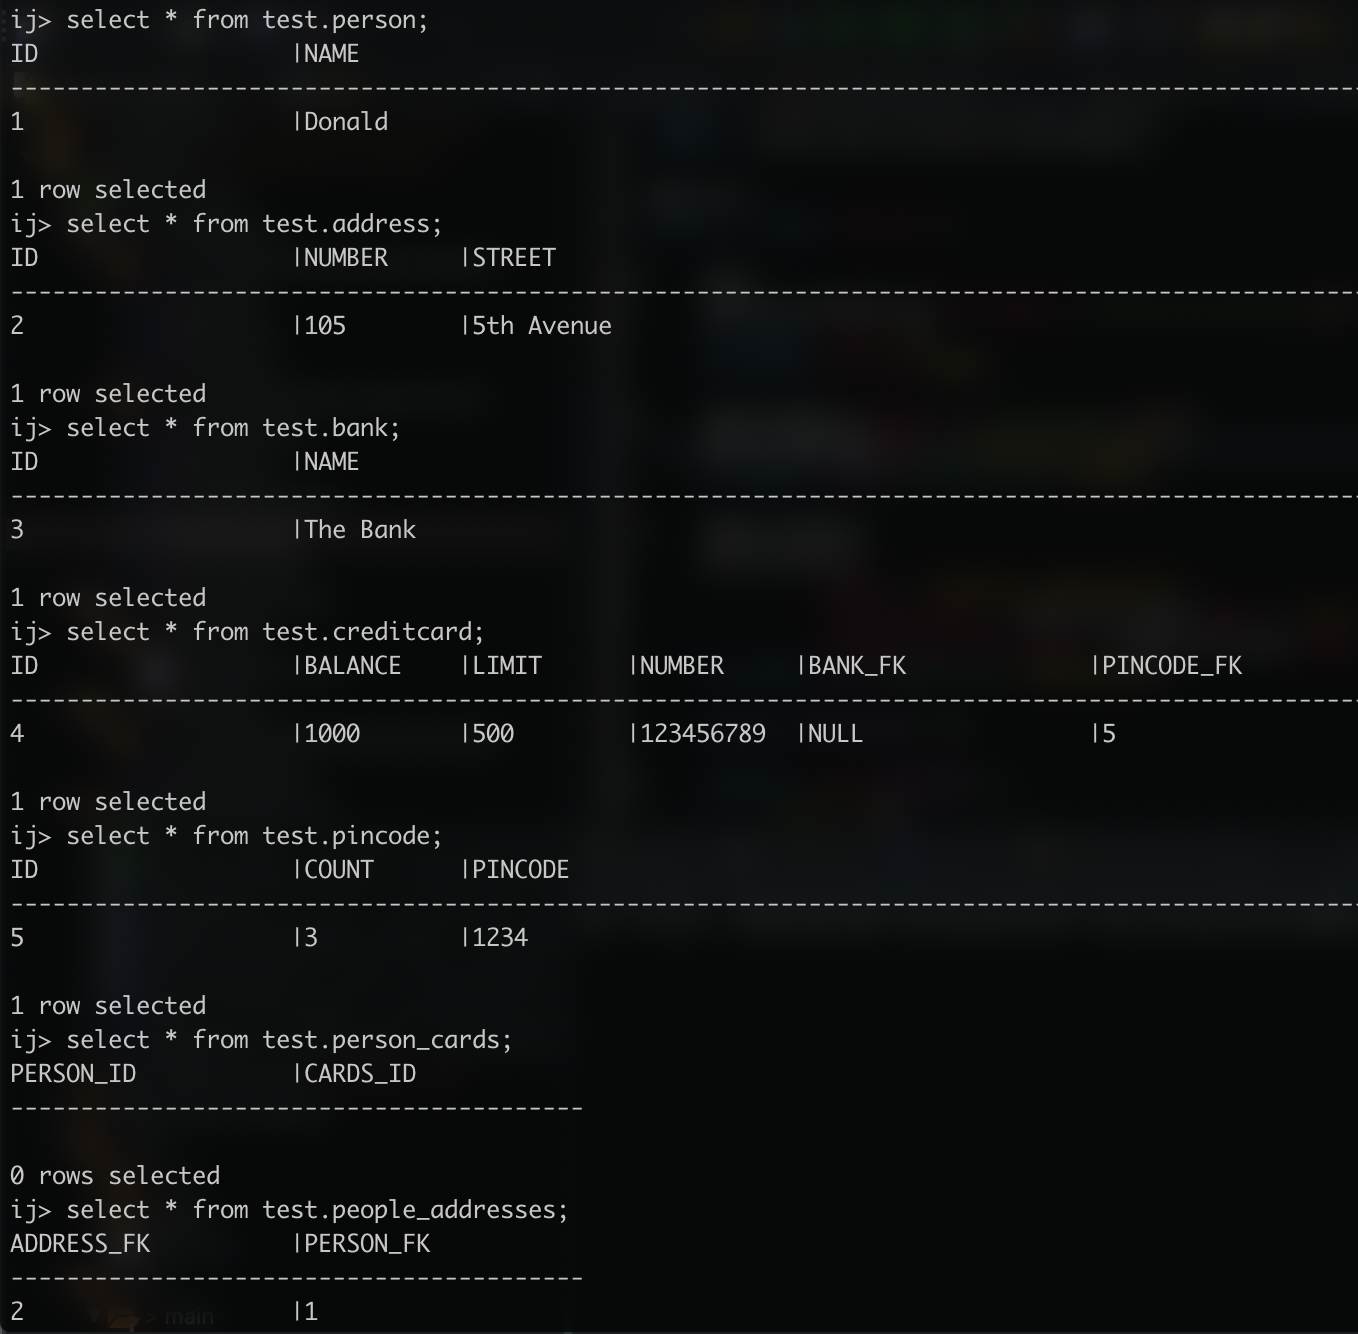 ij> select * from test.person;
ID                  |NAME
------------------------------------------------------------------------------------------------
1                   |Donald
1 row selected
ij> select * from test.address;
ID                  |NUMBER     |STREET
------------------------------------------------------------------------------------------------
2                   |105        |5th Avenue
1 row selected
ij> select * from test.bank;
ID                  |NAME
------------------------------------------------------------------------------------------------
3                   |The Bank
1 row selected
ij> select * from test.creditcard;
ID                  |BALANCE    |LIMIT      |NUMBER     |BANK_FK             |PINCODE_FK
------------------------------------------------------------------------------------------------
4                   |1000       |500        |123456789  |NULL                |5
1 row selected
ij> select * from test.pincode;
ID                  |COUNT      |PINCODE
------------------------------------------------------------------------------------------------
5                   |3          |1234
1 row selected
ij> select * from test.person_cards;
PERSON_ID           |CARDS_ID
-----------------------------------------
0 rows selected
ij> select * from test.people_addresses;
ADDRESS_FK          |PERSON_FK
-----------------------------------------
2                   |1
> main